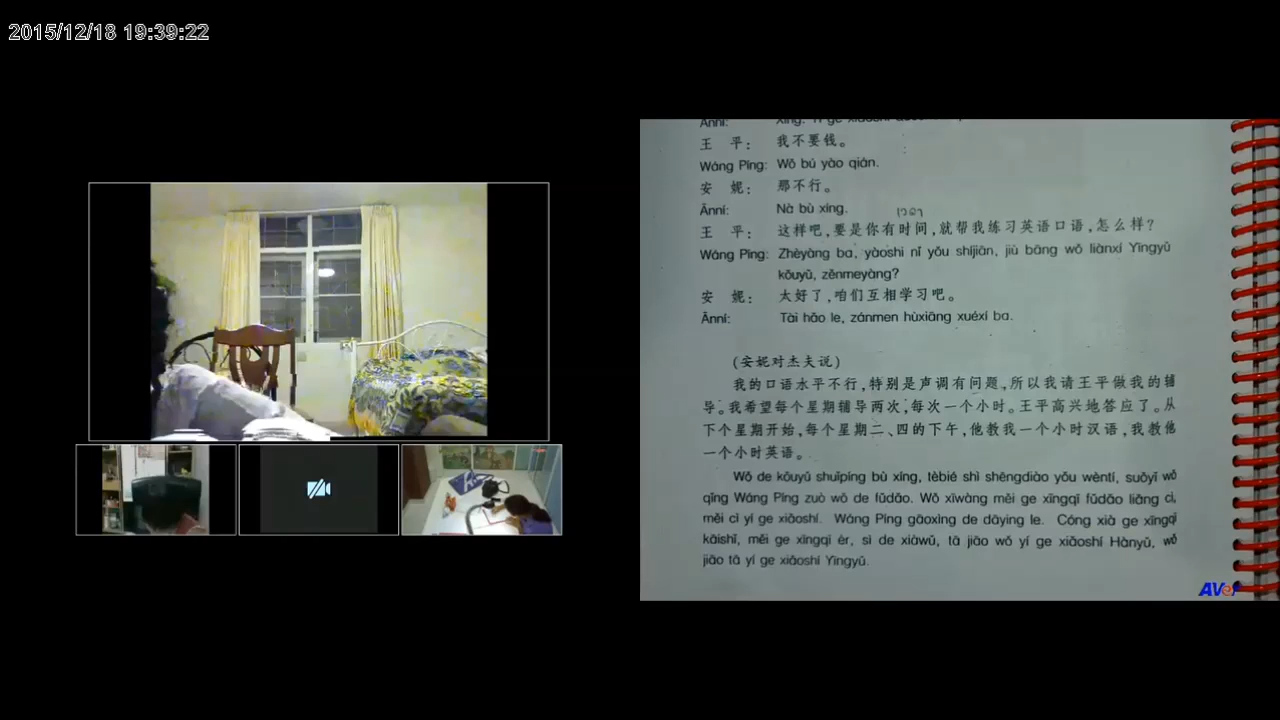 2015/12/18 19:39:22
Ānní:
王 平: 我不要钱。
Wáng Píng: Wǒ bú yào qián.
安 妮: 那不行。
Ānní: Nà bù xíng.
เวลา
王 平: 这样吧,要是你有时间,就帮我练习英语口语,怎么样?
Wáng Píng: Zhèyàng ba, yàoshi nǐ yǒu shíjiān, jiù bāng wǒ liànxí Yīngyǔ
kǒuyǔ, zěnmeyàng?
安 妮: 太好了,咱们互相学习吧。
Ānní: Tài hǎo le, zánmen hùxiāng xuéxí ba.
(安妮对杰夫说)
我的口语水平不行,特别是声调有问题,所以我请王平做我的辅
导。我希望每个星期辅导两次,每次一个小时。王平高兴地答应了。从
下个星期开始,每个星期二、四的下午,他教我一个小时汉语,我教他
一个小时英语。
Wǒ de kǒuyǔ shuǐpíng bù xíng, tèbié shì shēngdiào yǒu wèntí, suǒyǐ wǒ
qǐng Wáng Píng zuò wǒ de fǔdǎo. Wǒ xīwàng měi ge xīngqī fǔdǎo liǎng cì,
měi cì yí ge xiǎoshí. Wáng Píng gāoxìng de dāying le. Cóng xià ge xīngqī
kāishǐ, měi ge xīngqī èr, sì de xiàwǔ, tā jiāo wǒ yí ge xiǎoshí Hànyǔ, wǒ
jiāo tā yí ge xiǎoshí Yīngyǔ.
AVer